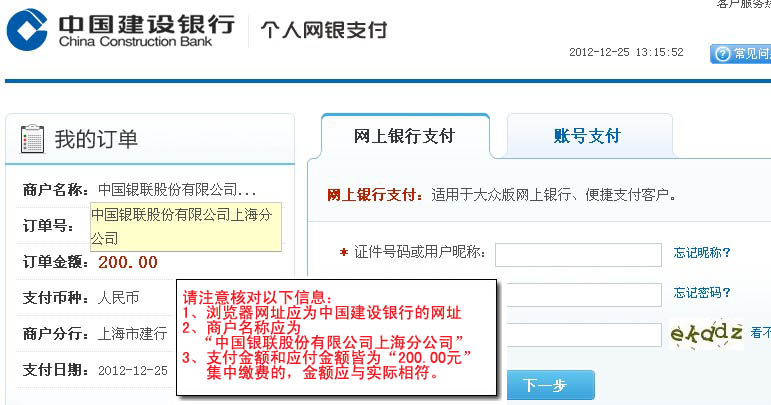 客户服务热
中国建设银行
China Construction Bank
个人网银支付
2012-12-25 13:15:52
常见问
我的订单
网上银行支付
账号支付
商户名称：中国银联股份有限公司...
中国银联股份有限公司上海分
公司
订单号：
订单金额：200.00
支付币种：人民币
商户分行：上海市建行
支付日期：2012-12-25
网上银行支付：适用于大众版网上银行、便捷支付客户。
* 证件号码或用户昵称：
忘记昵称?
忘记密码?
ekqdz
看不
请注意核对以下信息：
1、浏览器网址应为中国建设银行的网址
2、商户名称应为
“中国银联股份有限公司上海分公司”
3、支付金额和应付金额皆为“200.00元”
集中缴费的，金额应与实际相符。
下一步